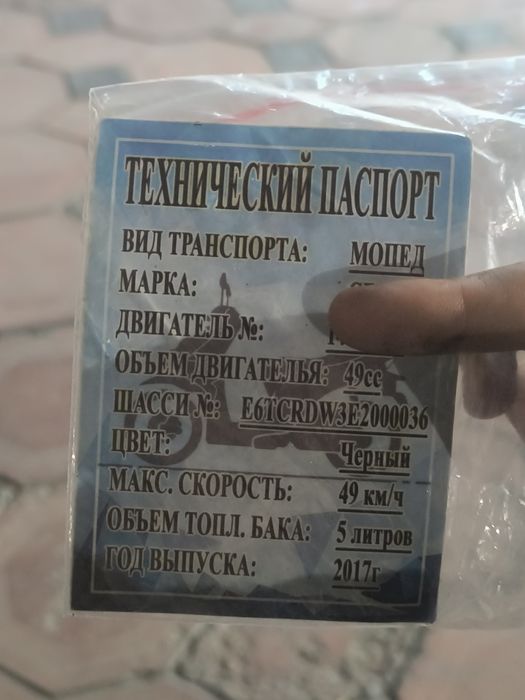 ТЕХНИЧЕСКИЙ ПАСПОРТ
ВИД ТРАНСПОРТА: МОПЕД
МАРКА:
ДВИГАТЕЛЬ №:
ОБЪЕМ ДВИГАТЕЛЬЯ: 49сс
ШАССИ №: E6TCRDW3E2000036
ЦВЕТ: Черный
МАКС. СКОРОСТЬ: 49 км/ч
ОБЪЕМ ТОПЛ. БАКА: 5 литров
ГОД ВЫПУСКА: 2017г